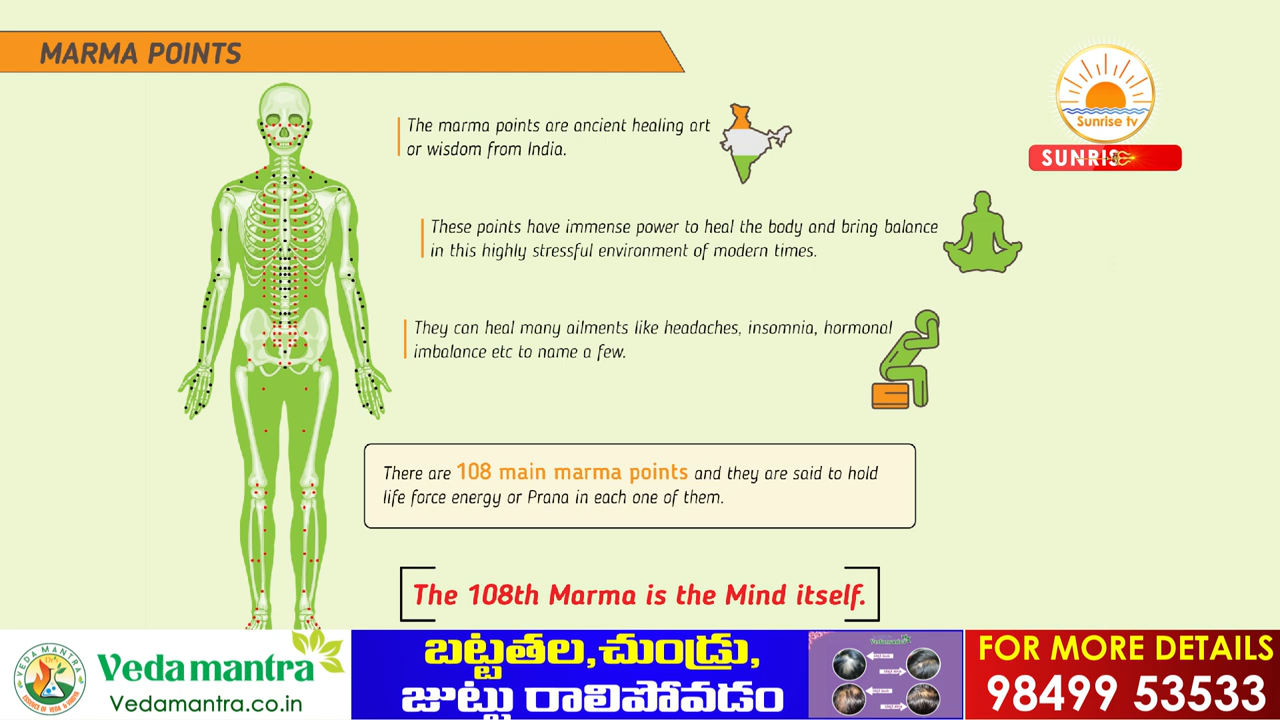 MARMA POINTS
The marma points are ancient healing art
or wisdom from India.
Sunrise tv
SUNRIS
These points have immense power to heal the body and bring balance
in this highly stressful environment of modern times.
They can heal many ailments like headaches, insomnia, hormonal
imbalance etc to name a few.
There are 108 main marma points and they are said to hold
life force energy or Prana in each one of them.
The 108th Marma is the Mind itself.
VEDA MANTRA
Vedamantra
Vedamantra.co.in
బట్టతల,చుండ్రు,
జుట్టు రాలిపోవడం
Vedamantra
FOR MORE DETAILS
98499 53533